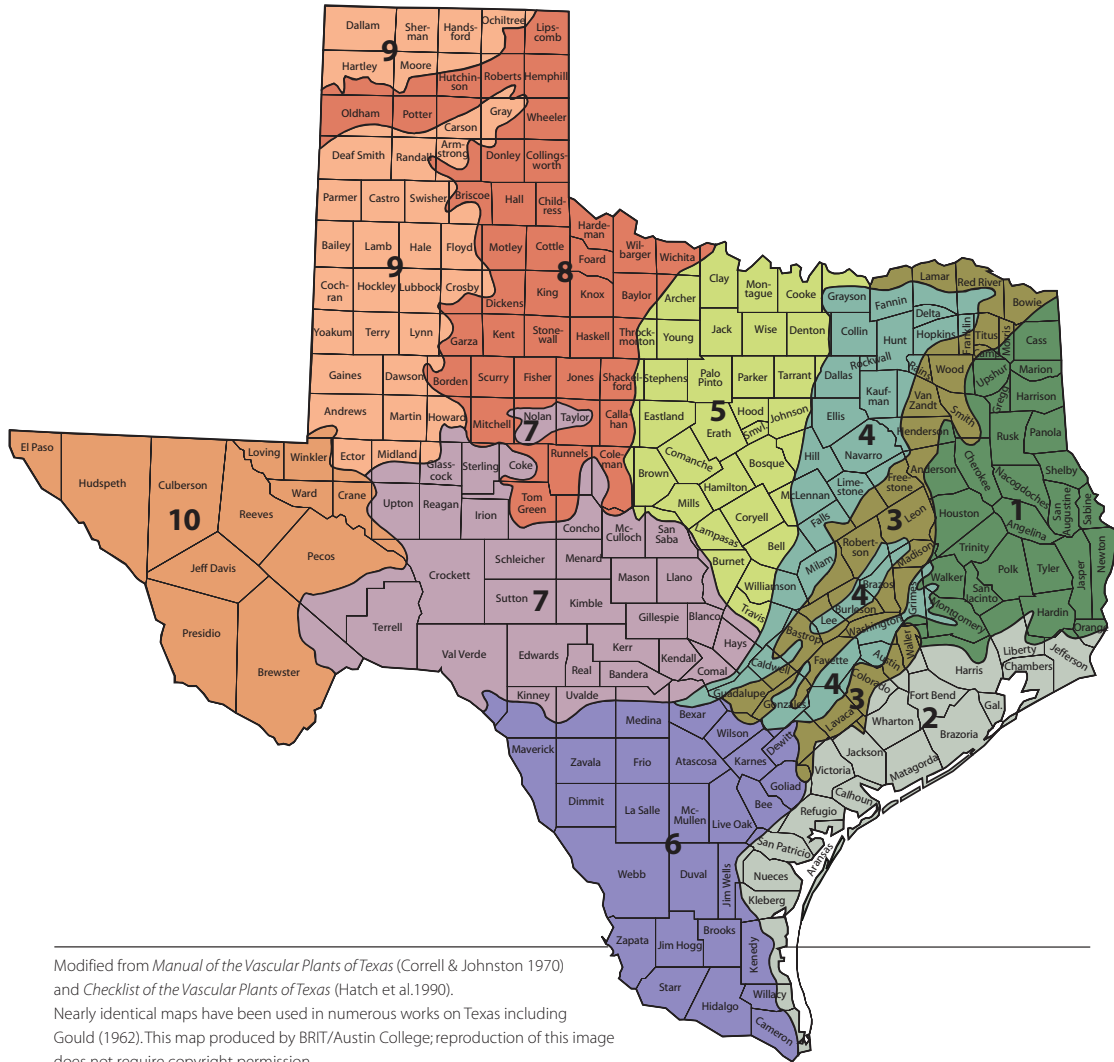 Dallam
Sher-
man
Hands-
ford
Ochiltree
Lips-
comb
9
Hartley
Moore
Hutchin-
son
Roberts
Hemphill
Oldham
Potter
Carson
Gray
Wheeler
Deaf Smith
Randall
Arm-
strong
Donley
Collings-
worth
Parmer
Castro
Swisher
Briscoe
Hall
Child-
ress
Bailey
Lamb
Hale
Floyd
Motley
Cottle
Harde-
man
Foard
Wil-
barger
Wichita
9
8
Coch-
ran
Hockley
Lubbock
Crosby
Dickens
King
Knox
Baylor
Archer
Clay
Mon-
tague
Cooke
Grayson
Fannin
Lamar
Red River
Bowie
Yoakum
Terry
Lynn
Garza
Kent
Stone-
wall
Haskell
Throck-
morton
Young
Jack
Wise
Denton
Collin
Hunt
Delta
Hopkins
Franklin
Titus
Camp
Morris
Cass
Gaines
Dawson
Borden
Scurry
Fisher
Jones
Shackel-
ford
Stephens
Palo
Pinto
Parker
Tarrant
Dallas
Rockwall
Kauf-
man
Rains
Wood
Upshur
Marion
Gregg
Harrison
Andrews
Martin
Howard
Mitchell
Nolan
Taylor
7
Calla-
han
Eastland
5
Erath
Hood
Smvl.
Johnson
Ellis
Van
Zandt
Smith
Henderson
Rusk
Panola
El Paso
Hudspeth
Culberson
Loving
Winkler
Ector
Midland
Glass-
cock
Sterling
Coke
Runnels
Cole-
man
Brown
Comanche
Bosque
Hill
4
Navarro
Anderson
Cherokee
Nacogdoches
Shelby
10
Reeves
Ward
Crane
Upton
Reagan
Irion
Tom
Green
Concho
Mc-
Culloch
San
Saba
Mills
Hamilton
Coryell
McLennan
Lime-
stone
Free-
stone
Leon
3
Houston
Angelina
1
San
Augustine
Sabine
Jeff Davis
Pecos
Crockett
Schleicher
Menard
Mason
Llano
Lampasas
Burnet
Bell
Falls
Robert-
son
Madison
Trinity
Polk
Tyler
Jasper
Newton
Presidio
Brewster
Terrell
Sutton
7
Kimble
Gillespie
Blanco
Williamson
Travis
Milam
Brazos
4
Burleson
Grimes
Walker
San
Jacinto
Montgomery
Hardin
Orange
Val Verde
Edwards
Real
Kerr
Bandera
Kendall
Hays
Comal
Caldwell
Bastrop
Lee
Washington
Waller
Austin
Fayette
4
Colorado
3
Harris
Liberty
Chambers
Jefferson
Kinney
Uvalde
Medina
Bexar
Guadalupe
Gonzales
Lavaca
Wharton
Fort Bend
2
Brazoria
Gal.
Maverick
Zavala
Frio
Atascosa
Wilson
Karnes
Dewitt
Victoria
Jackson
Matagorda
Dimmit
La Salle
Mc-
Mullen
Live Oak
Bee
Goliad
Refugio
Calhoun
6
Webb
Duval
Jim Wells
San Patricio
Aransas
Nueces
Kleberg
Zapata
Jim Hogg
Brooks
Kenedy
Starr
Hidalgo
Willacy
Cameron
Modified from Manual of the Vascular Plants of Texas (Correll & Johnston 1970)
and Checklist of the Vascular Plants of Texas (Hatch et al.1990).
Nearly identical maps have been used in numerous works on Texas including
Gould (1962). This map produced by BRIT/Austin College; reproduction of this image
does not require copyright permission.